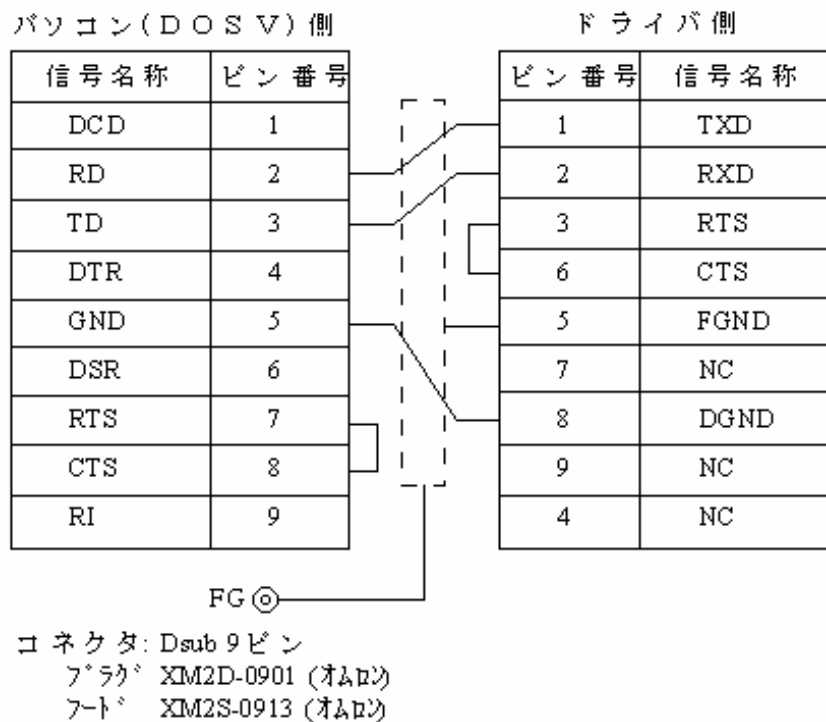 パソコン(DOSV)側 ドライバ側
信号名称 ピン番号 ピン番号 信号名称
DCD 1 1 TXD
RD 2 2 RXD
TD 3 3 RTS
DTR 4 6 CTS
GND 5 5 FGND
DSR 6 7 NC
RTS 7 8 DGND
CTS 8 9 NC
RI 9 4 NC
FG
コネクタ: Dsub 9ピン
プラグ XM2D-0901 (オムロン)
フード XM2S-0913 (オムロン)